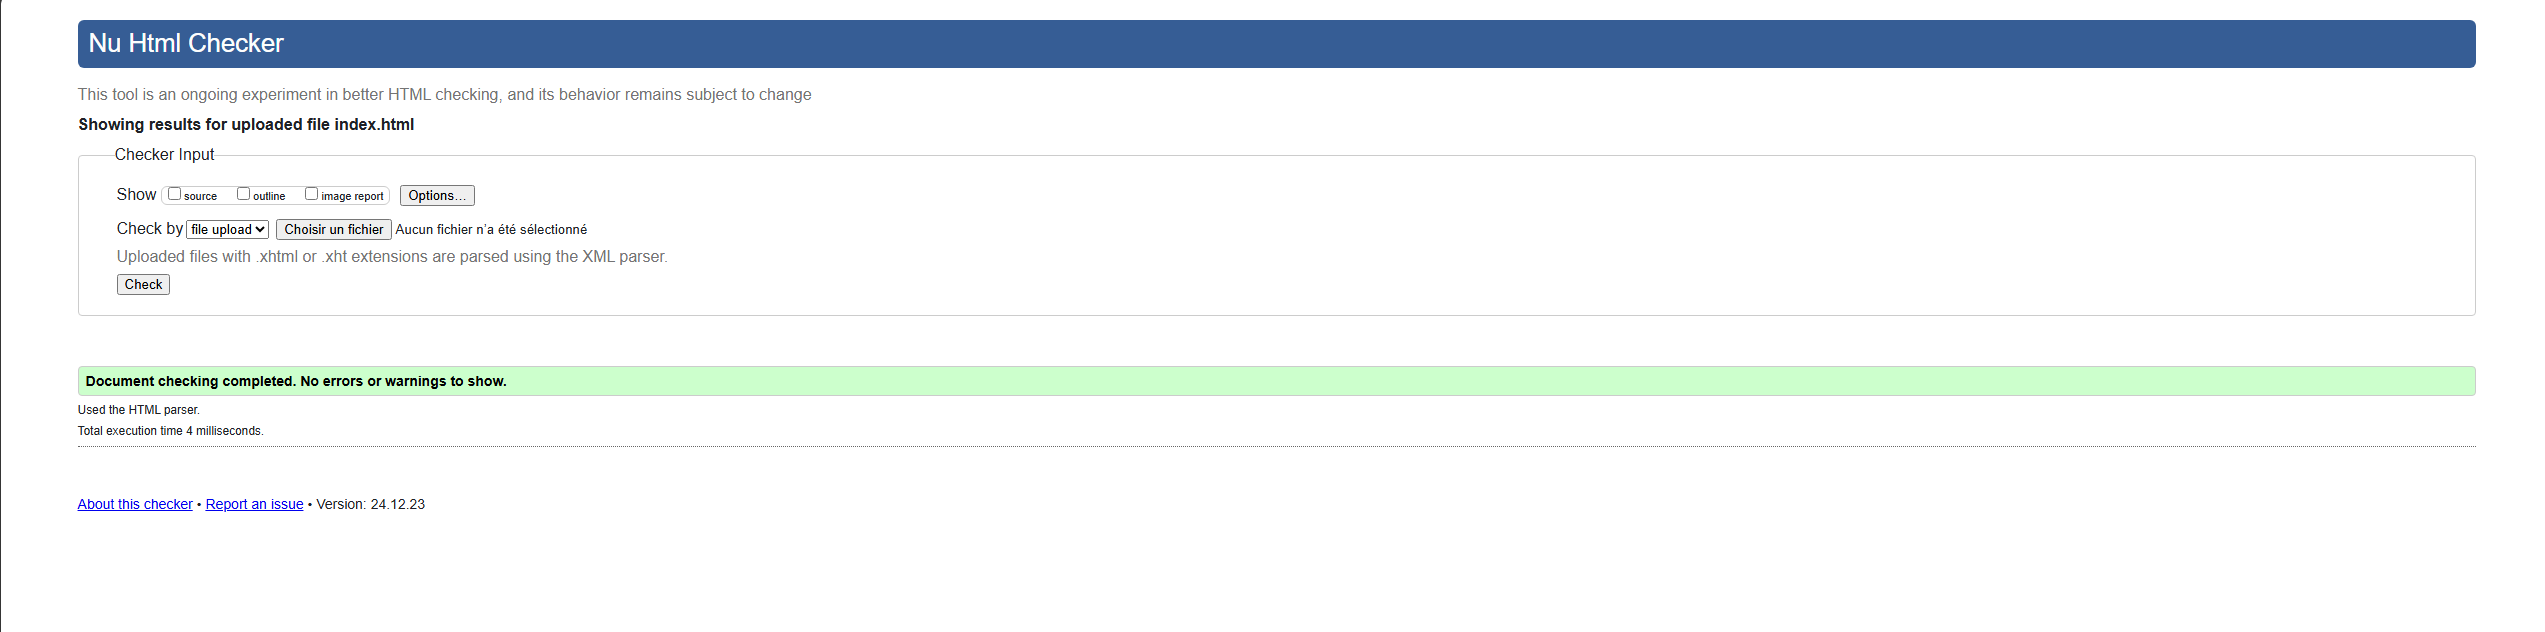 Nu Html Checker
This tool is an ongoing experiment in better HTML checking, and its behavior remains subject to change
Showing results for uploaded file index.html
Checker Input
Show source outline image report Options...
Check by file upload Choisir un fichier Aucun fichier n'a été sélectionné
Uploaded files with .xhtml or .xht extensions are parsed using the XML parser.
Check
Document checking completed. No errors or warnings to show.
Used the HTML parser.
Total execution time 4 milliseconds.
About this checker • Report an issue • Version: 24.12.23